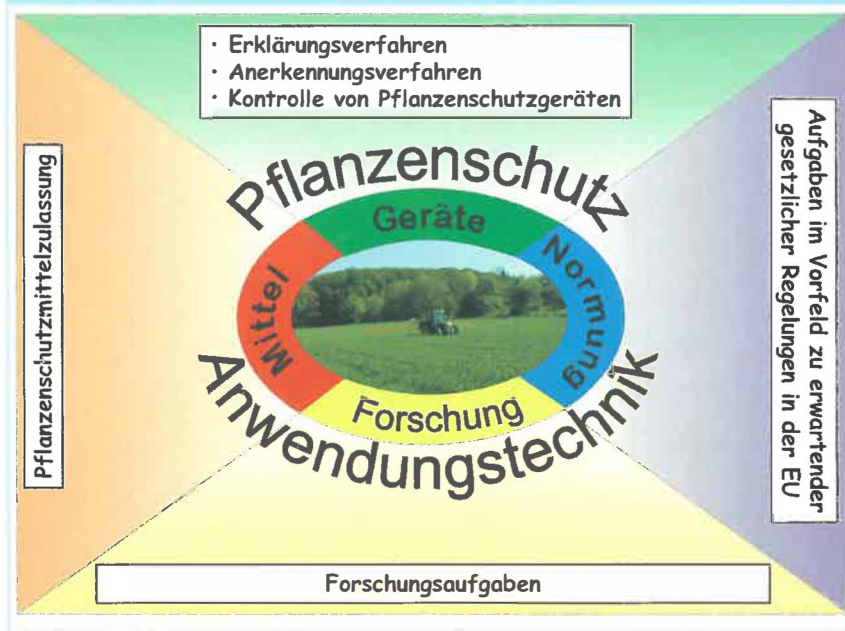 · Erklärungsverfahren
· Anerkennungsverfahren
· Kontrolle von Pflanzenschutzgeräten
Pflanzenschutzmittelzulassung
Pflanzenschutz
Geräte
Mittel
Normung
Forschung
Anwendungstechnik
Aufgaben im Vorfeld zu erwartender
gesetzlicher Regelungen in der EU
Forschungsaufgaben